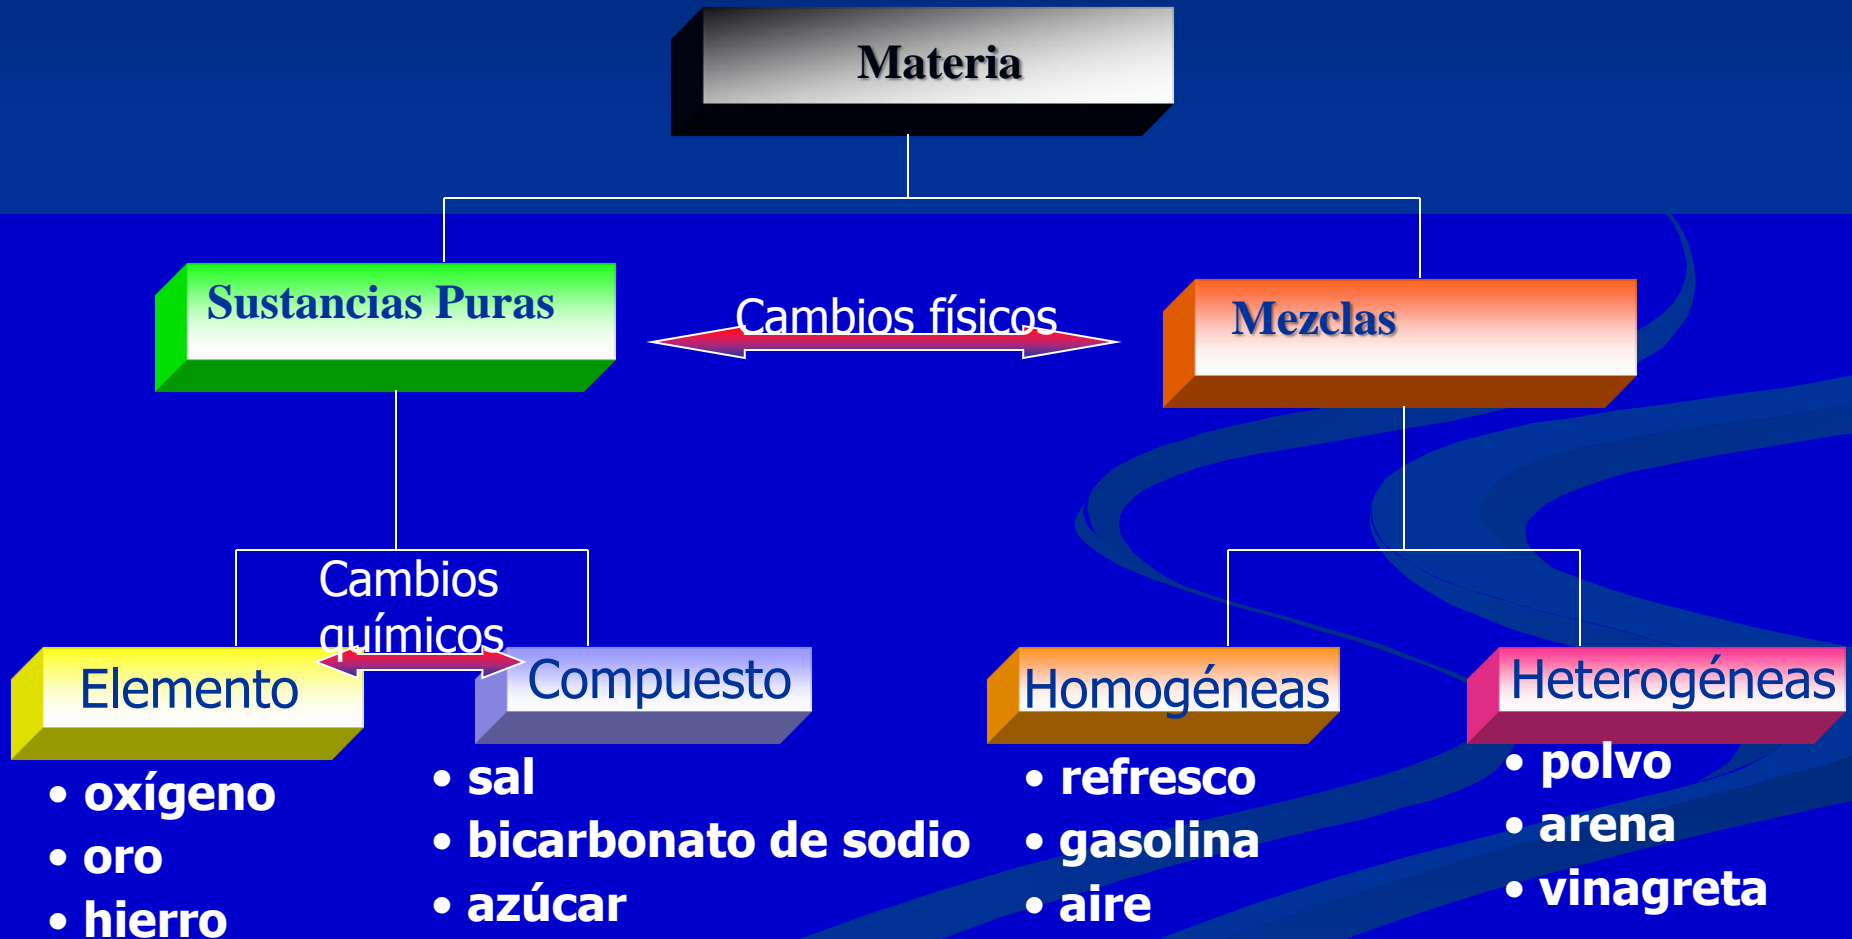 Materia
Sustancias Puras
Cambios físicos
Mezclas
Cambios
químicos
Elemento
Compuesto
Homogéneas
Heterogéneas
• oxígeno
• oro
• hierro
• sal
• bicarbonato de sodio
• azúcar
• refresco
• gasolina
• aire
• polvo
• arena
• vinagreta